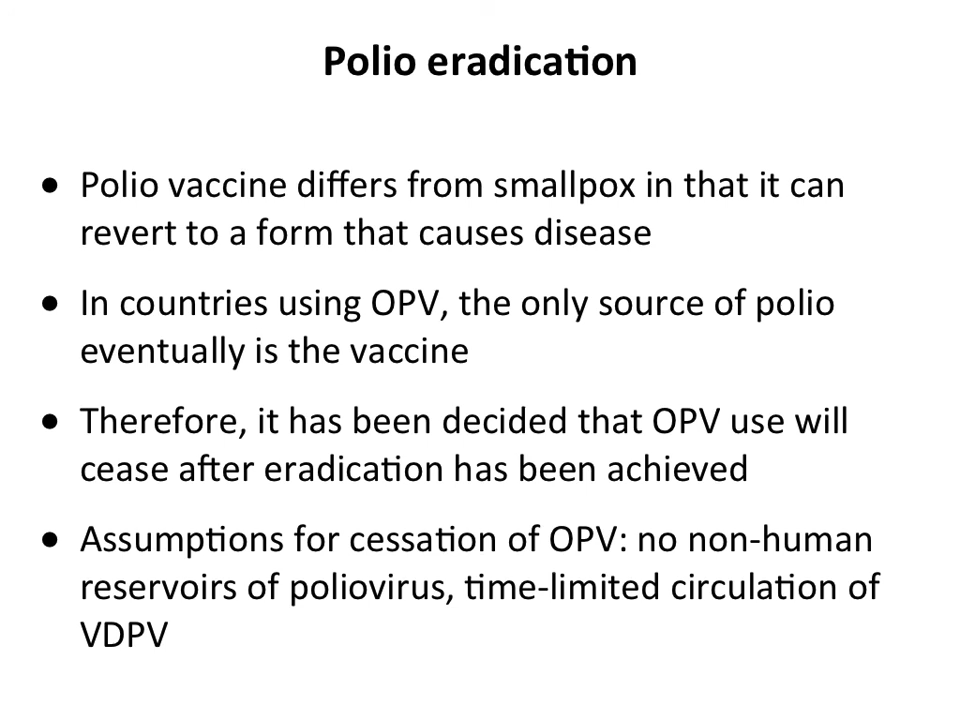 Polio eradication
• Polio vaccine differs from smallpox in that it can
revert to a form that causes disease
• In countries using OPV, the only source of polio
eventually is the vaccine
• Therefore, it has been decided that OPV use will
cease after eradication has been achieved
• Assumptions for cessation of OPV: no non-human
reservoirs of poliovirus, time-limited circulation of
VDPV